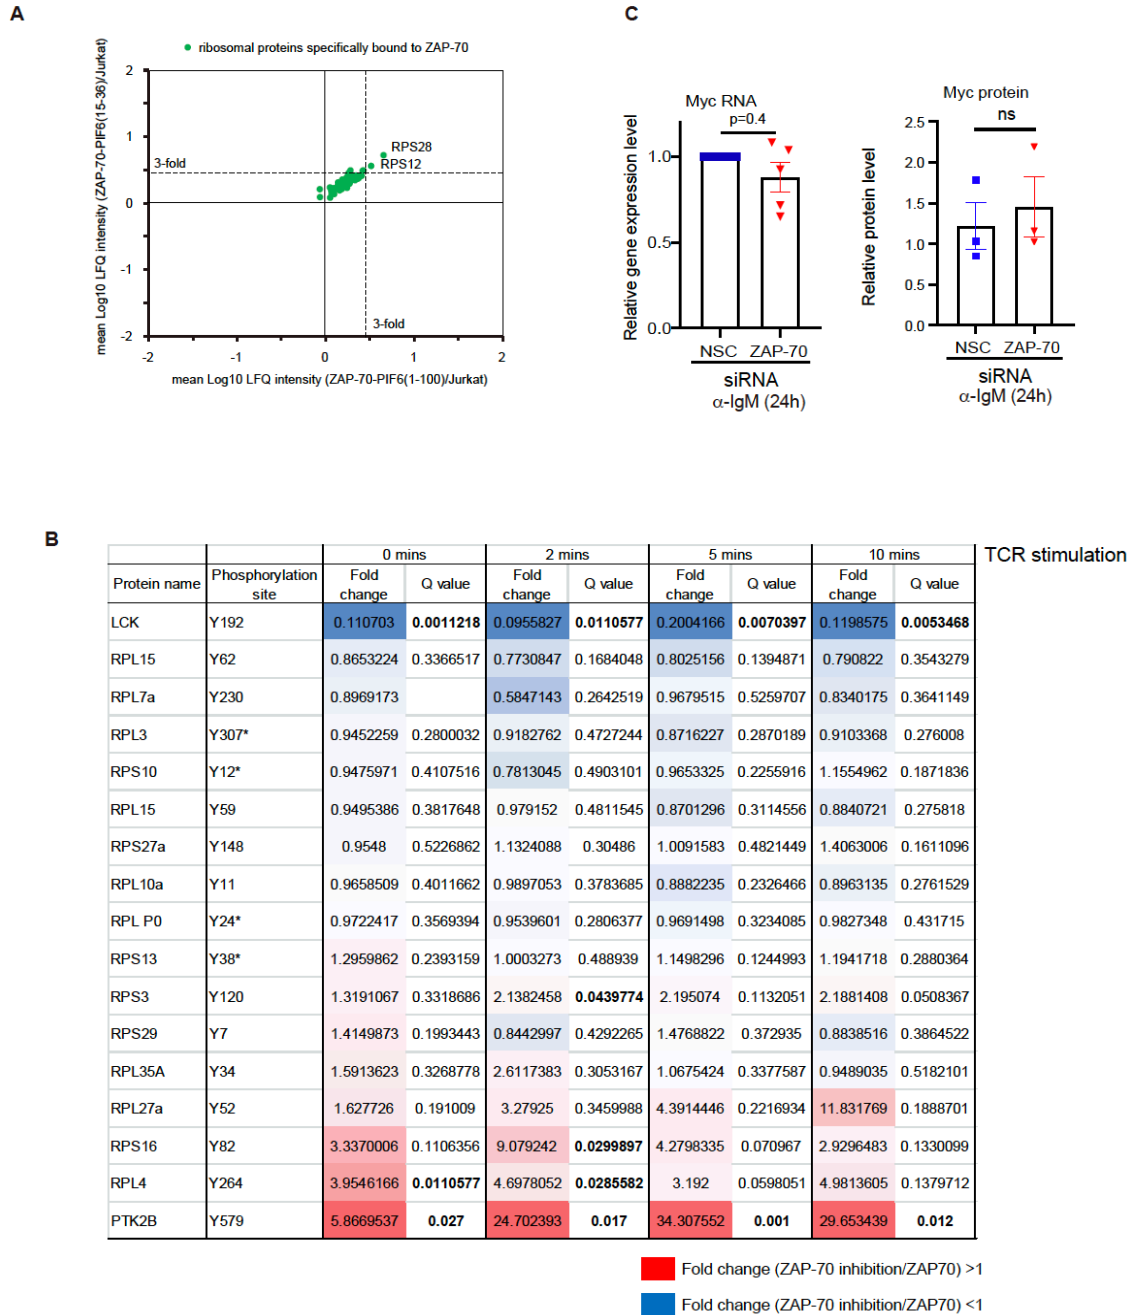 A
ribosomal proteins specifically bound to ZAP-70
mean Log10 LFQ intensity (ZAP-70-PIF6(15-36)/Jurkat)
2
1
0
-1
-2
3-fold
RPS28
RPS12
3-fold
-2 -1 0 1 2
mean Log10 LFQ intensity (ZAP-70-PIF6(1-100)/Jurkat)
C
Myc RNA
p=0.4
Relative gene expression level
1.0
0.5
0.0
NSC ZAP-70
siRNA
α-IgM (24h)
Myc protein
ns
Relative protein level
2.5
2.0
1.5
1.0
0.5
0.0
NSC ZAP-70
siRNA
α-IgM (24h)
B
0 mins 2 mins 5 mins 10 mins TCR stimulation
Protein name Phosphorylation site Fold change Q value Fold change Q value Fold change Q value Fold change Q value
LCK Y192 0.110703 0.0011218 0.0955827 0.0110577 0.2004166 0.0070397 0.1198575 0.0053468
RPL15 Y62 0.8653224 0.3366517 0.7730847 0.1684048 0.8025156 0.1394871 0.790822 0.3543279
RPL7a Y230 0.8969173 0.5847143 0.2642519 0.9679515 0.5259707 0.8340175 0.3641149
RPL3 Y307* 0.9452259 0.2800032 0.9182762 0.4727244 0.8716227 0.2870189 0.9103368 0.276008
RPS10 Y12* 0.9475971 0.4107516 0.7813045 0.4903101 0.9653325 0.2255916 1.1554962 0.1871836
RPL15 Y59 0.9495386 0.3817648 0.979152 0.4811545 0.8701296 0.3114556 0.8840721 0.275818
RPS27a Y148 0.9548 0.5226862 1.1324088 0.30486 1.0091583 0.4821449 1.4063006 0.1611096
RPL10a Y11 0.9658509 0.4011662 0.9897053 0.3783685 0.8882235 0.2326466 0.8963135 0.2761529
RPL P0 Y24* 0.9722417 0.3569394 0.9539601 0.2806377 0.9691498 0.3234085 0.9827348 0.431715
RPS13 Y38* 1.2959862 0.2393159 1.0003273 0.488939 1.1498296 0.1244993 1.1941718 0.2880364
RPS3 Y120 1.3191067 0.3318686 2.1382458 0.0439774 2.195074 0.1132051 2.1881408 0.0508367
RPS29 Y7 1.4149873 0.1993443 0.8442997 0.4292265 1.4768822 0.372935 0.8838516 0.3864522
RPL35A Y34 1.5913623 0.3268778 2.6117383 0.3053167 1.0675424 0.3377587 0.9489035 0.5182101
RPL27a Y52 1.627726 0.191009 3.27925 0.3459988 4.3914446 0.2216934 11.831769 0.1888701
RPS16 Y82 3.3370006 0.1106356 9.079242 0.0299897 4.2798335 0.070967 2.9296483 0.1330099
RPL4 Y264 3.9546166 0.0110577 4.6978052 0.0285582 3.192 0.0598051 4.9813605 0.1379712
PTK2B Y579 5.8669537 0.027 24.702393 0.017 34.307552 0.001 29.653439 0.012
Fold change (ZAP-70 inhibition/ZAP70) >1
Fold change (ZAP-70 inhibition/ZAP70) <1